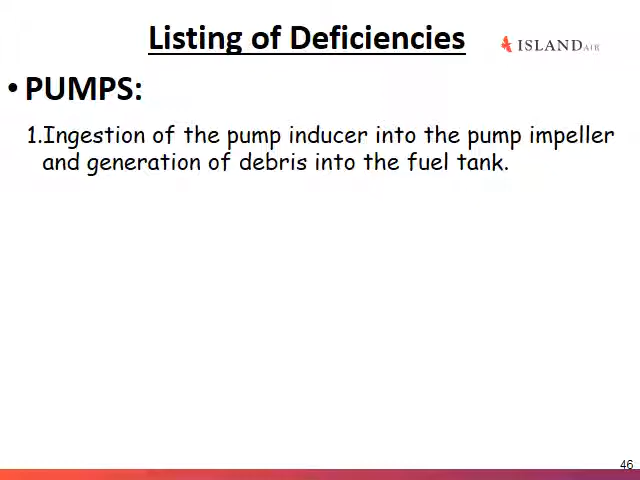 Listing of Deficiencies
ISLAND AIR
• PUMPS:
1.Ingestion of the pump inducer into the pump impeller
and generation of debris into the fuel tank.
46